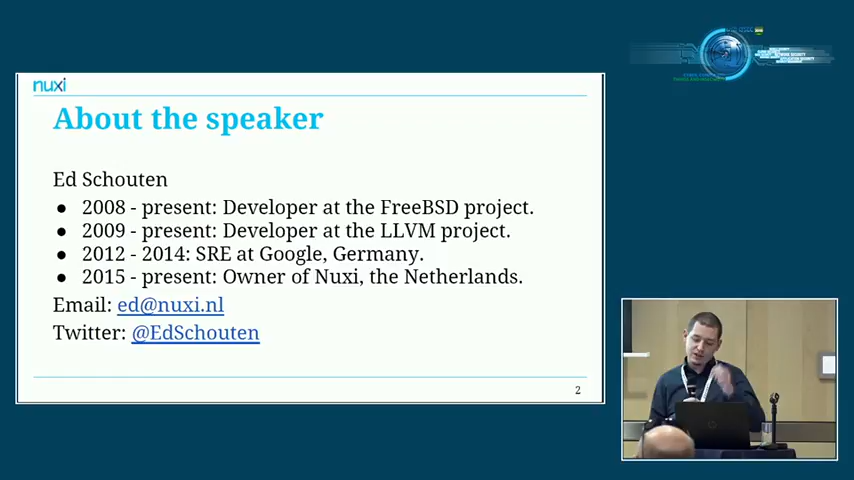 nuxi
About the speaker
Ed Schouten
● 2008 - present: Developer at the FreeBSD project.
● 2009 - present: Developer at the LLVM project.
● 2012 - 2014: SRE at Google, Germany.
● 2015 - present: Owner of Nuxi, the Netherlands.
Email: ed@nuxi.nl
Twitter: @EdSchouten
2